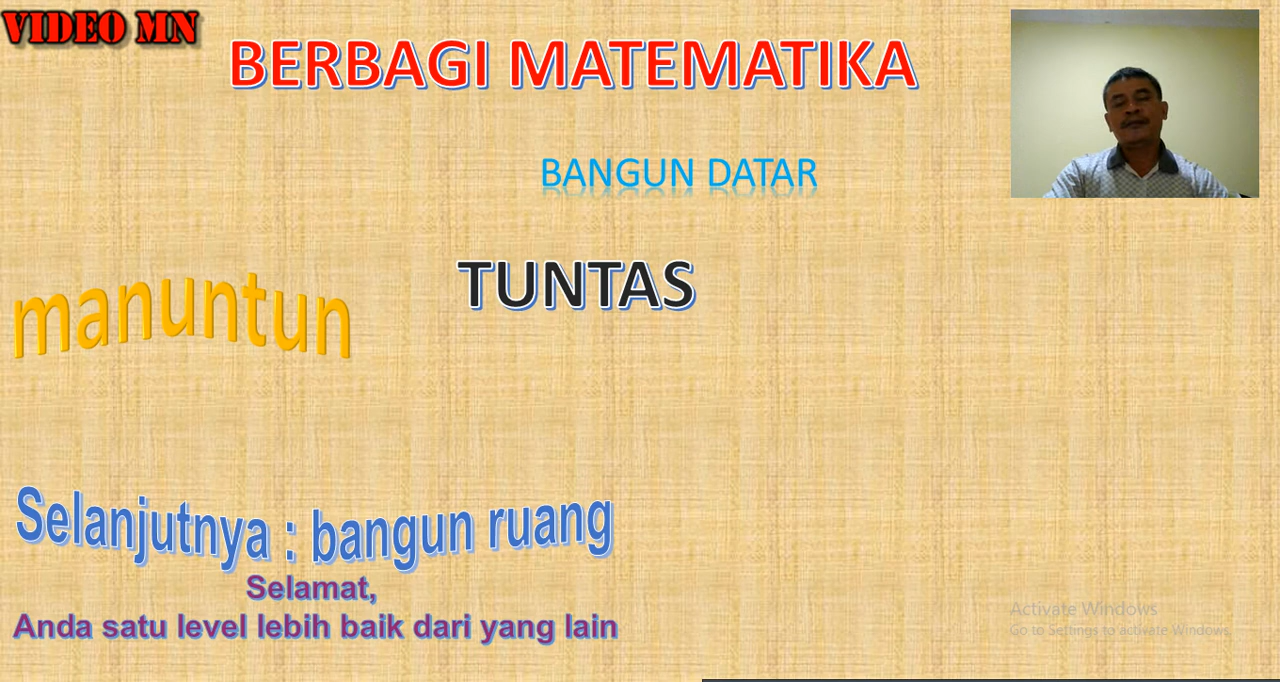 VIDEO MN
BERBAGI MATEMATIKA
BANGUN DATAR
TUNTAS
manuntun
Selanjutnya : bangun ruang
Selamat,
Anda satu level lebih baik dari yang lain
Activate Windows
Go to Settings to activate Windows.